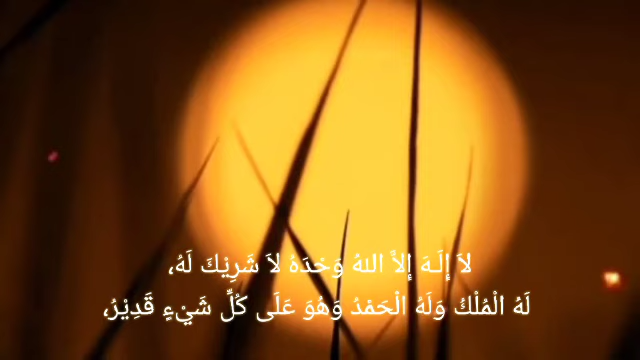 لاَ إِلَـهَ إِلاَّ اللهُ وَحْدَهُ لاَ شَرِيْكَ لَهُ،
لَهُ الْمُلْكُ وَلَهُ الْحَمْدُ وَهُوَ عَلَى كُلِّ شَيْءٍ قَدِيْرُ،